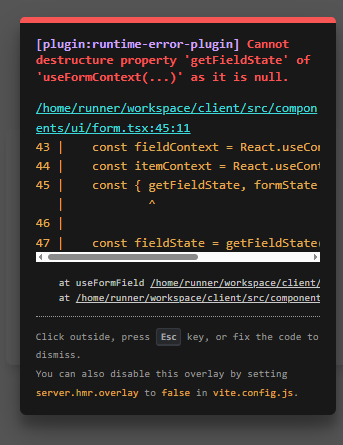 [plugin:runtime-error-plugin] Cannot
destructure property 'getFieldState' of
'useFormContext(...)' as it is null.
/home/runner/workspace/client/src/compon
ents/ui/form.tsx:45:11
43 |    const fieldContext = React.useCon
44 |    const itemContext = React.useCont
45 |    const { getFieldState, formState
   |            ^
46 |
47 |    const fieldState = getFieldState(
at useFormField /home/runner/workspace/client/
at /home/runner/workspace/client/src/component
Click outside, press Esc key, or fix the code to
dismiss.
You can also disable this overlay by setting
server.hmr.overlay to false in vite.config.js.